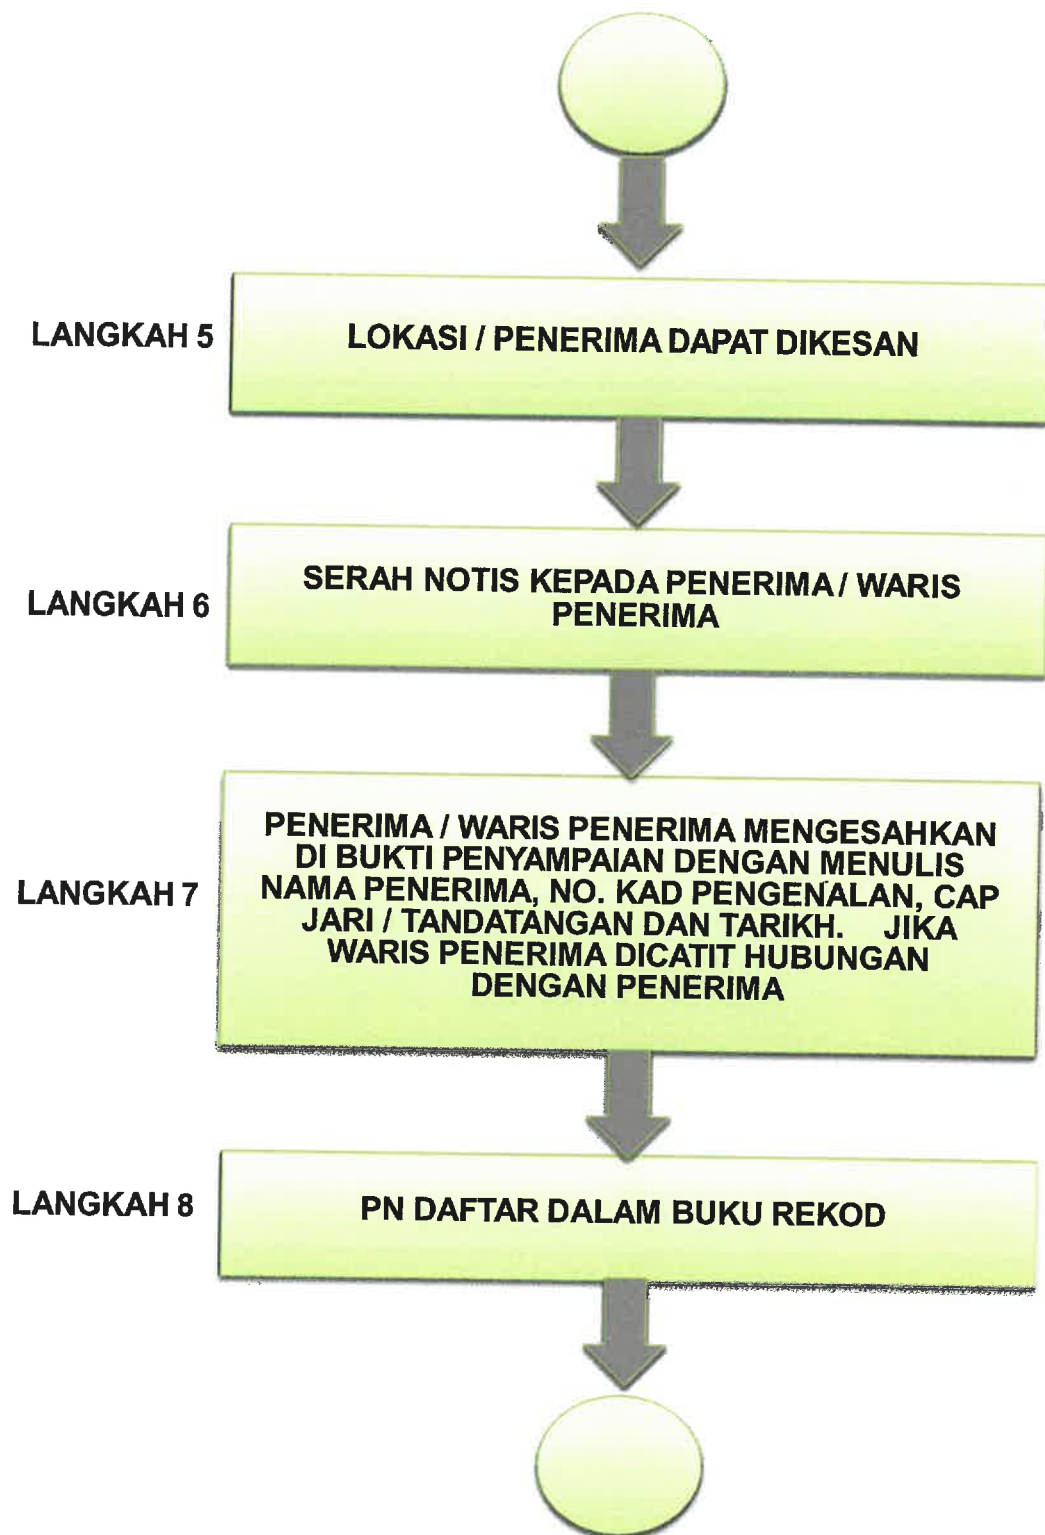 LANGKAH 5
LOKASI / PENERIMA DAPAT DIKESAN
LANGKAH 6
SERAH NOTIS KEPADA PENERIMA / WARIS
PENERIMA
LANGKAH 7
PENERIMA / WARIS PENERIMA MENGESAHKAN
DI BUKTI PENYAMPAIAN DENGAN MENULIS
NAMA PENERIMA, NO. KAD PENGENALAN, CAP
JARI / TANDATANGAN DAN TARIKH. JIKA
WARIS PENERIMA DICATIT HUBUNGAN
DENGAN PENERIMA
LANGKAH 8
PN DAFTAR DALAM BUKU REKOD